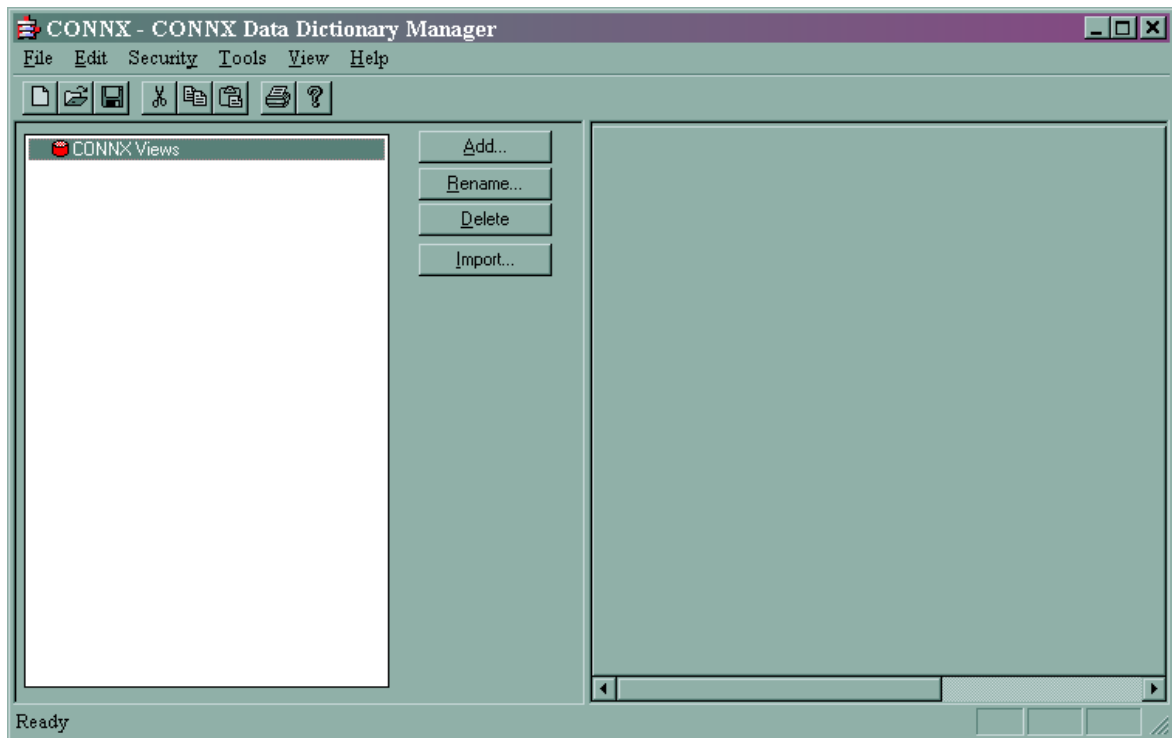 CONNX - CONNX Data Dictionary Manager
File Edit Security Tools View Help
CONNX Views
Add...
Rename...
Delete
Import...
Ready